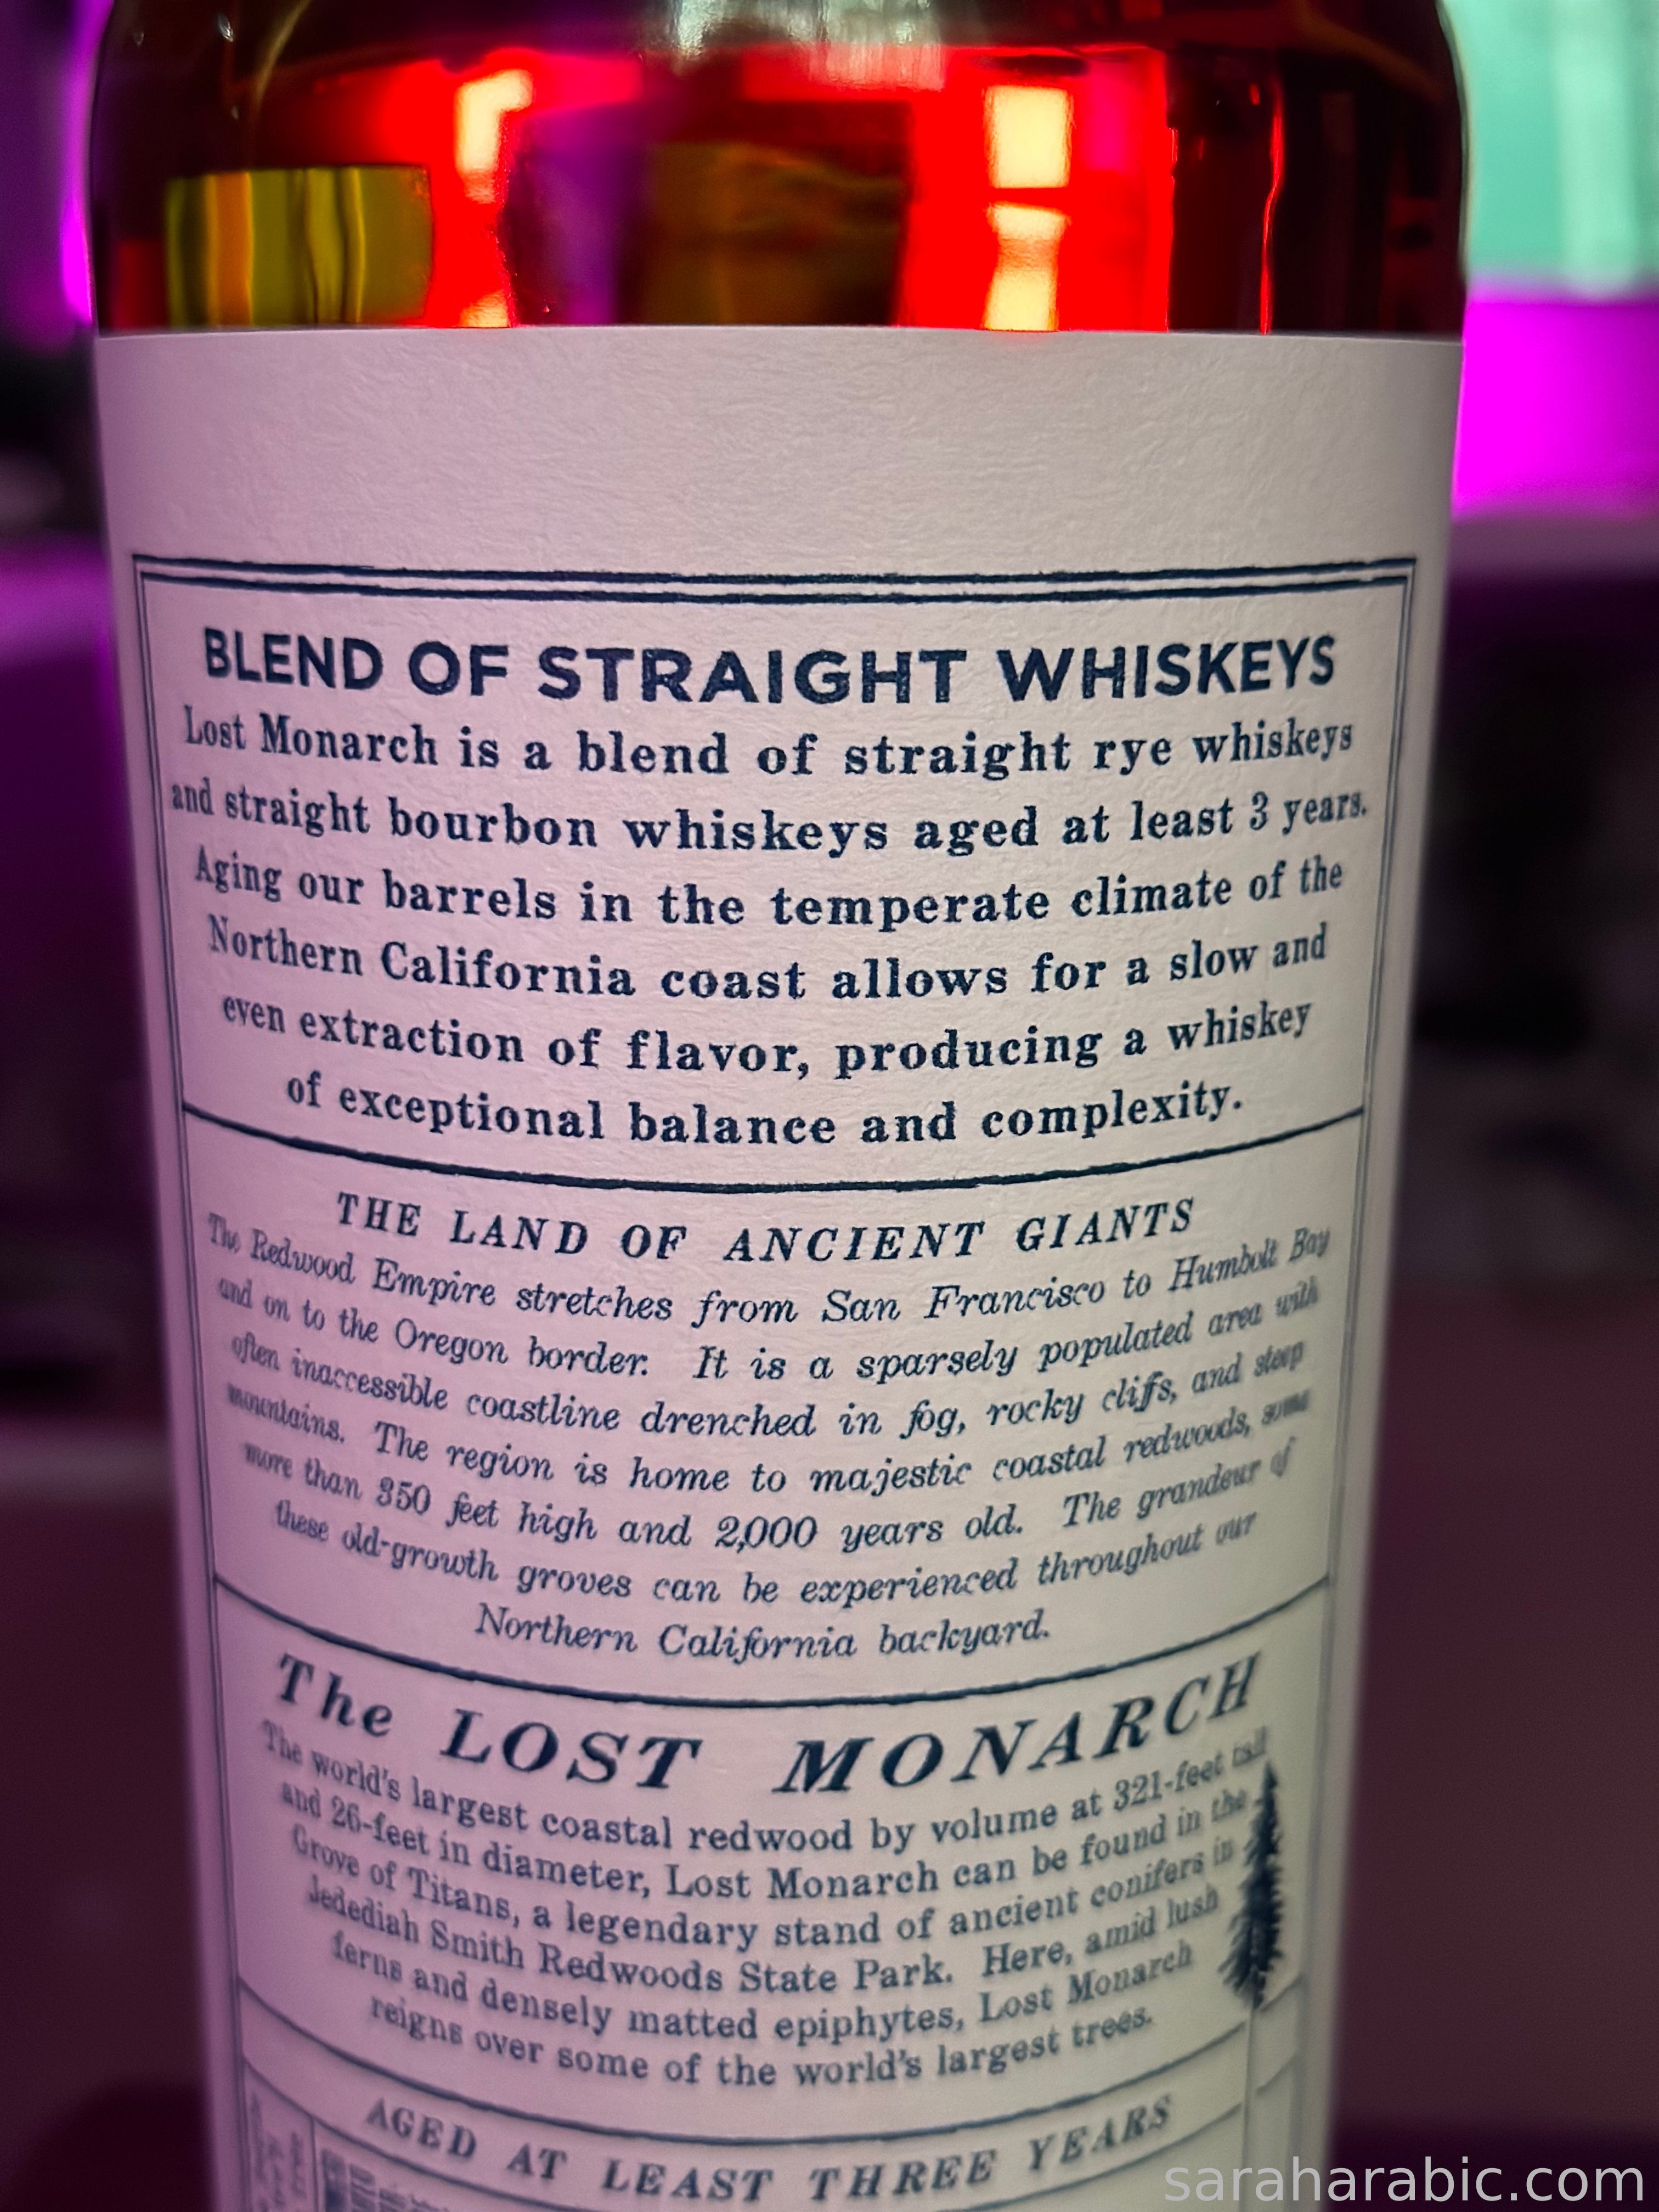 BLEND OF STRAIGHT WHISKEYS
Lost Monarch is a blend of straight rye whiskeys
and straight bourbon whiskeys aged at least 3 years.
Aging our barrels in the temperate climate of the
Northern California coast allows for a slow and
even extraction of flavor, producing a whiskey
of exceptional balance and complexity.
THE LAND OF ANCIENT GIANTS
The Redwood Empire stretches from San Francisco to Humbolt Bay
and on to the Oregon border. It is a sparsely populated area with
often inaccessible coastline drenched in fog, rocky cliffs, and steep
mountains. The region is home to majestic coastal redwoods, some
more than 350 feet high and 2,000 years old. The grandeur of
these old-growth groves can be experienced throughout our
Northern California backyard.
The LOST MONARCH
The world's largest coastal redwood by volume at 321-feet tall
and 26-feet in diameter, Lost Monarch can be found in the
Grove of Titans, a legendary stand of ancient conifers in
Jedediah Smith Redwoods State Park. Here, amid lush
ferns and densely matted epiphytes, Lost Monarch
reigns over some of the world's largest trees.
AGED AT LEAST THREE YEARS
saraharabic.com